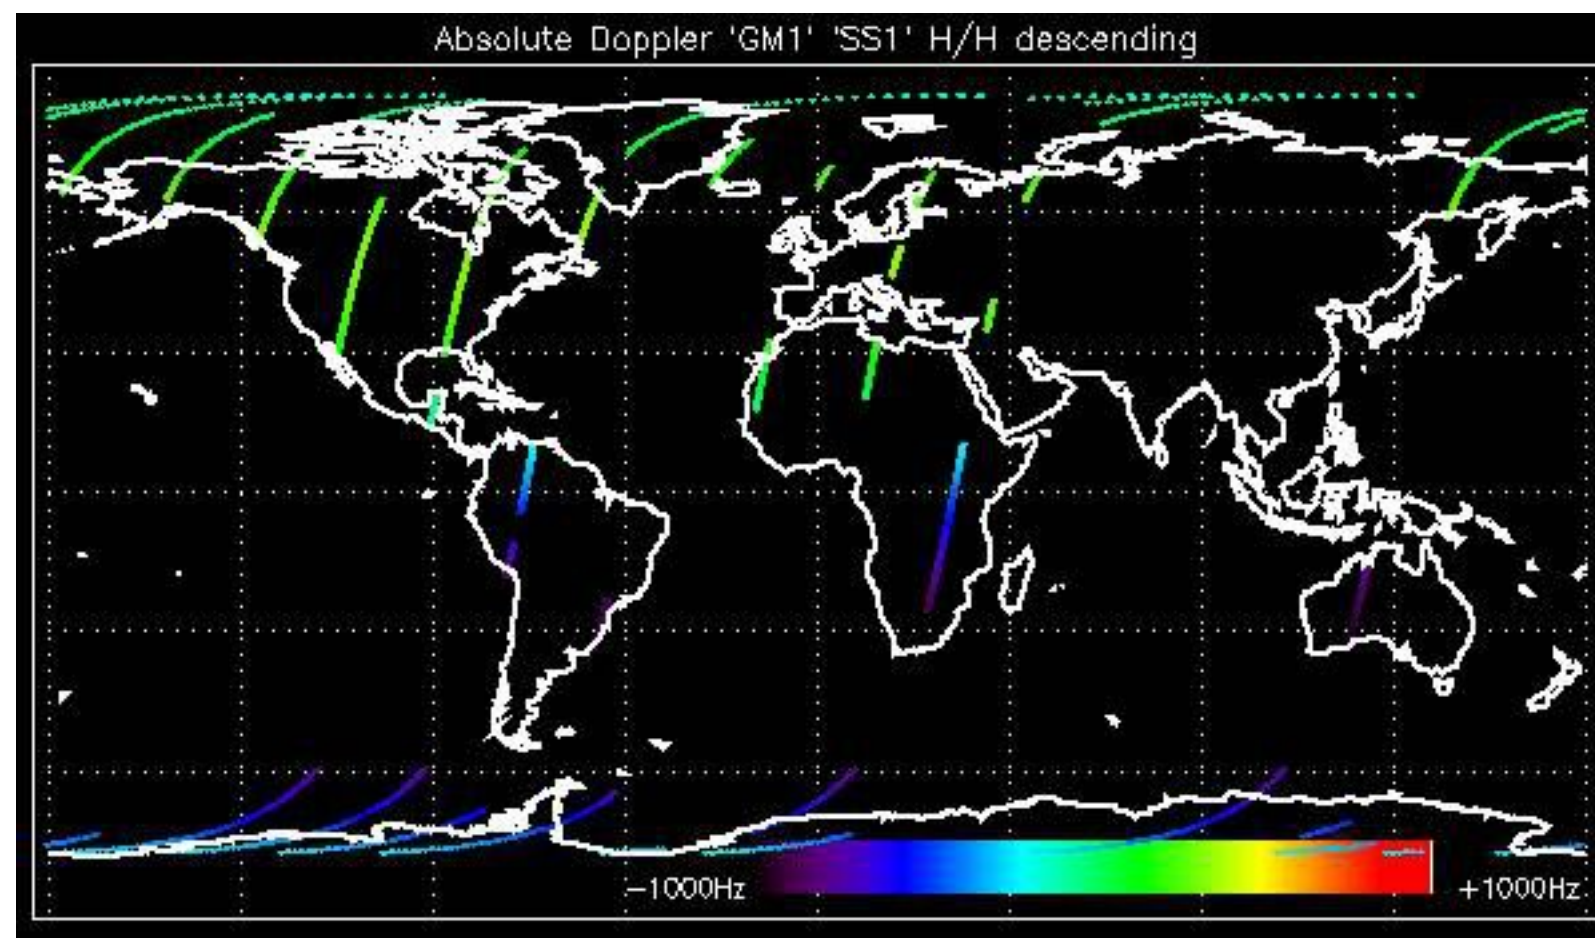 Absolute Doppler 'GM1' 'SS1' H/H descending
-1000Hz +1000Hz